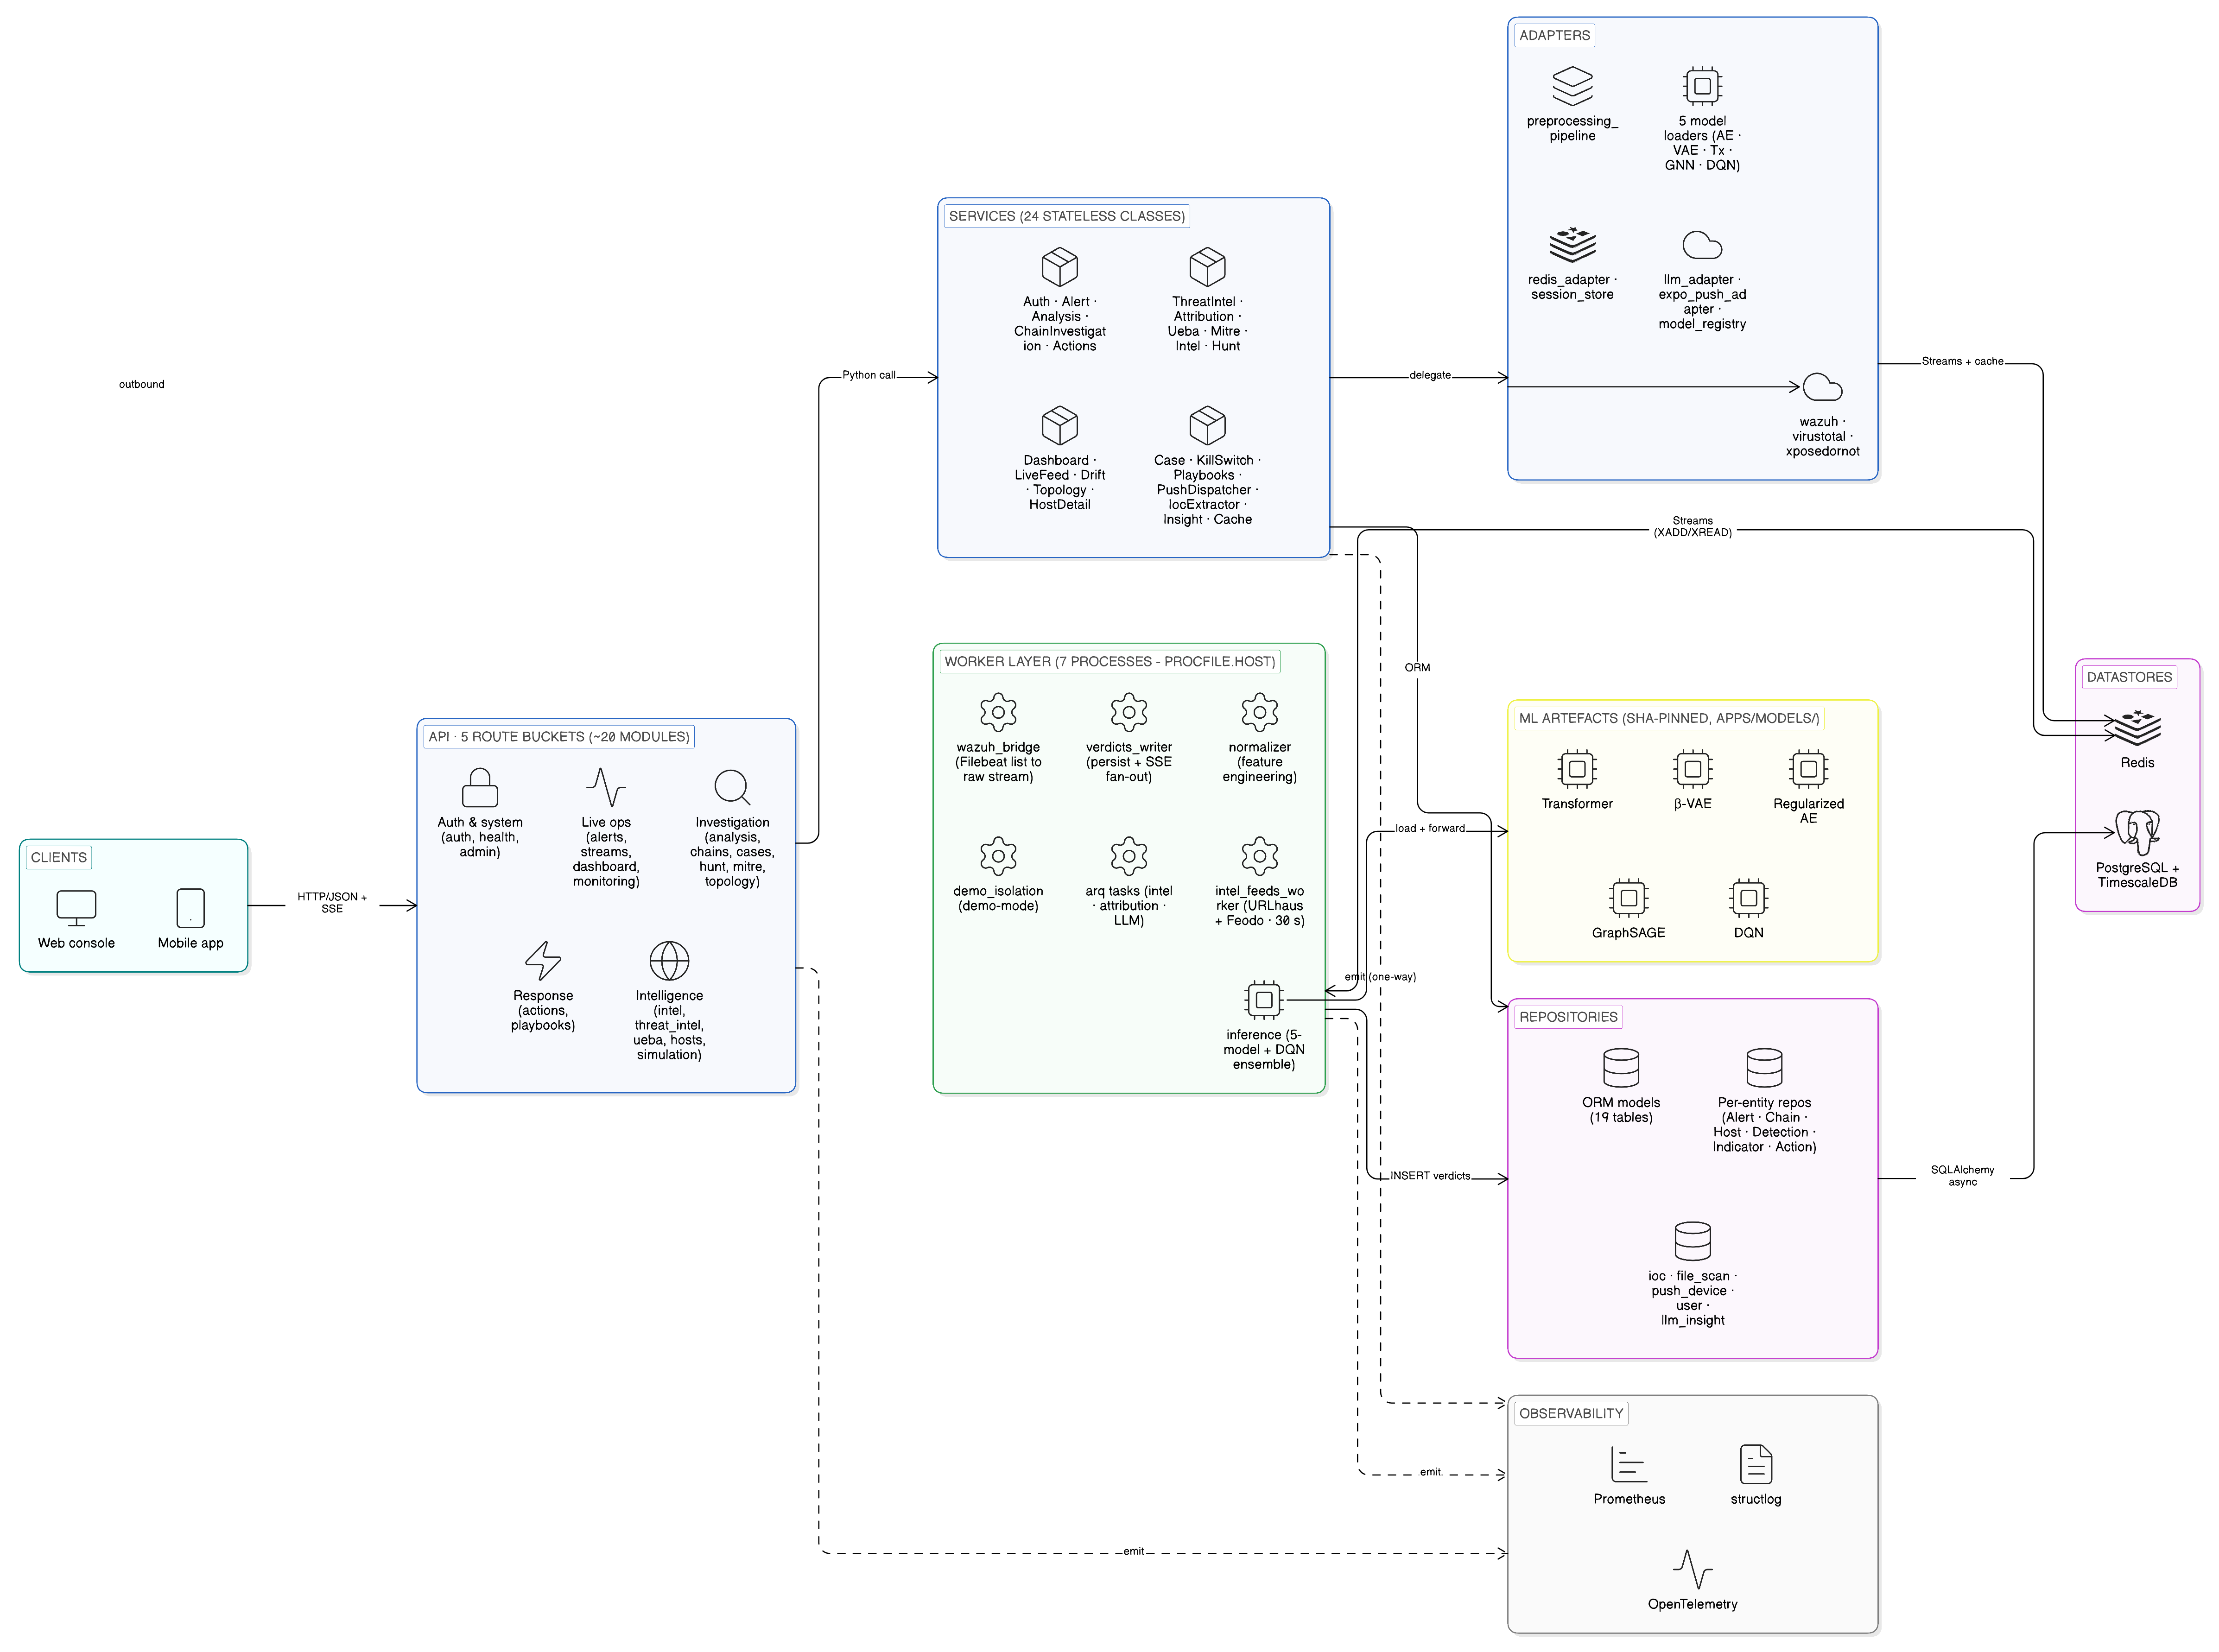 outbound
CLIENTS
Web console
Mobile app
HTTP/JSON +
SSE
API · 5 ROUTE BUCKETS (~20 MODULES)
Auth & system
(auth, health,
admin)
Live ops
(alerts,
streams,
dashboard,
monitoring)
Investigation
(analysis,
chains, cases,
hunt, mitre,
topology)
Response
(actions,
playbooks)
Intelligence
(intel,
threat_intel,
ueba, hosts,
simulation)
Python call
emit
SERVICES (24 STATELESS CLASSES)
Auth · Alert ·
Analysis ·
ChainInvestigat
ion · Actions
ThreatIntel ·
Attribution ·
Ueba · Mitre ·
Intel · Hunt
Dashboard ·
LiveFeed · Drift
· Topology ·
HostDetail
Case · KillSwitch ·
Playbooks ·
PushDispatcher ·
IocExtractor ·
Insight · Cache
WORKER LAYER (7 PROCESSES - PROCFILE.HOST)
wazuh_bridge
(Filebeat list to
raw stream)
verdicts_writer
(persist + SSE
fan-out)
normalizer
(feature
engineering)
demo_isolation
(demo-mode)
arq tasks (intel
· attribution ·
LLM)
intel_feeds_wo
rker (URLhaus
+ Feodo · 30 s)
inference (5-
model + DQN
ensemble)
delegate
Streams
(XADD/XREAD)
ORM
load + forward
emit (one-way)
INSERT verdicts
emit
ADAPTERS
preprocessing_
pipeline
5 model
loaders (AE ·
VAE · Tx ·
GNN · DQN)
redis_adapter ·
session_store
llm_adapter ·
expo_push_ad
apter ·
model_registry
wazuh ·
virustotal ·
xposedornot
ML ARTEFACTS (SHA-PINNED, APPS/MODELS/)
Transformer
β-VAE
Regularized
AE
GraphSAGE
DQN
REPOSITORIES
ORM models
(19 tables)
Per-entity repos
(Alert · Chain ·
Host · Detection ·
Indicator · Action)
ioc · file_scan ·
push_device ·
user ·
llm_insight
OBSERVABILITY
Prometheus
structlog
OpenTelemetry
Streams + cache
SQLAlchemy
async
DATASTORES
Redis
PostgreSQL +
TimescaleDB